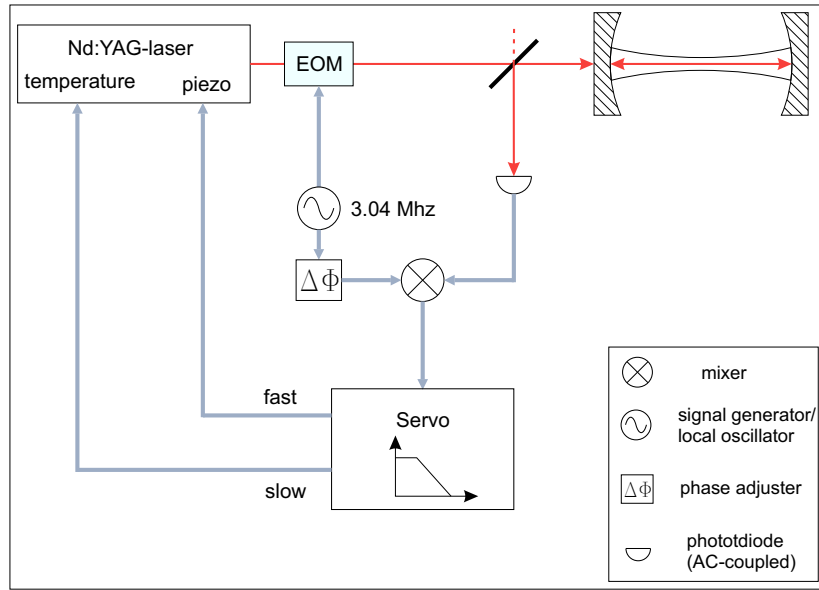 Nd:YAG-laser
temperature
piezo
EOM
3.04 Mhz
ΔΦ
fast
Servo
slow
mixer
signal generator/
local oscillator
ΔΦ
phase adjuster
phototdiode
(AC-coupled)